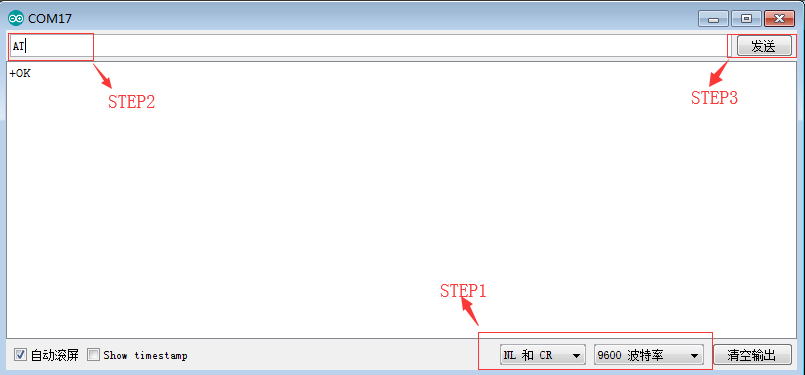 COM17
AT
发送
+OK
STEP2
STEP3
STEP1
自动滚屏
Show timestamp
NL 和 CR
9600 波特率
清空输出